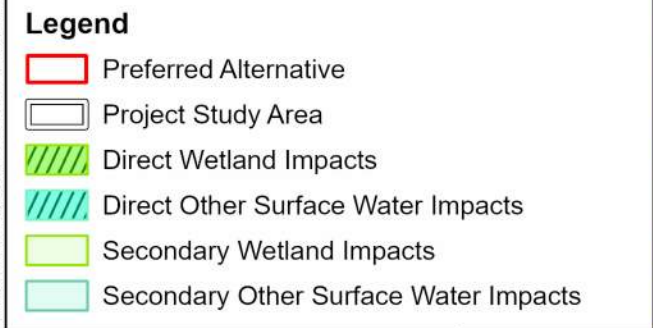 Legend
Preferred Alternative
Project Study Area
Direct Wetland Impacts
Direct Other Surface Water Impacts
Secondary Wetland Impacts
Secondary Other Surface Water Impacts